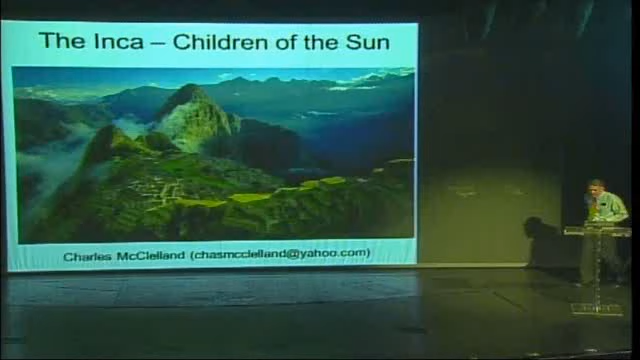 The Inca – Children of the Sun
Charles McClelland (chasmcclelland@yahoo.com)